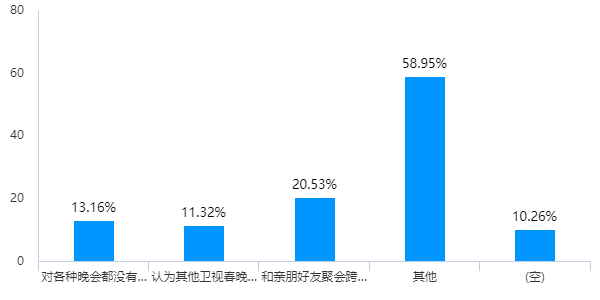 80
60
40
20
0
13.16%
11.32%
20.53%
58.95%
10.26%
对各种晚会都没有...
认为其他卫视春晚...
和亲朋好友聚会跨...
其他
(空)